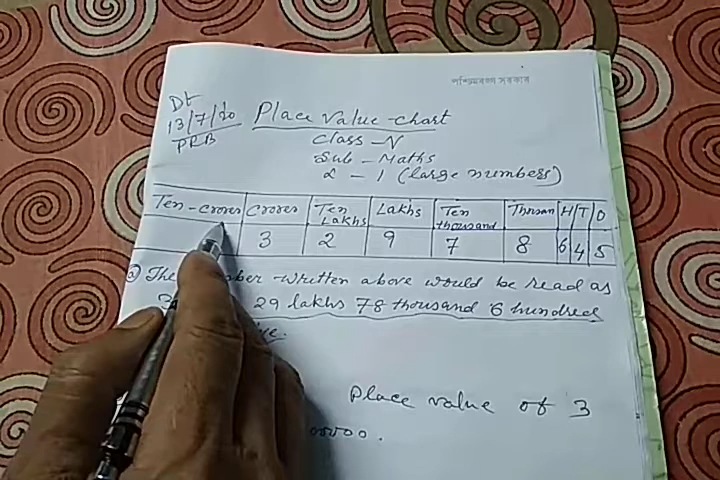 পশ্চিমবঙ্গ সরকার
Dt
13/7/20
PRB
Place value chart
Class - V
Sub - Maths
L - 1 (large numbers)
Ten-crores Crores Ten Lakhs Lakhs Ten thousand Thousan H T O
3 2 9 7 8 6 4 5
The written above would be read as
29 lakhs 78 thousand 6 hundred
Place value of 3